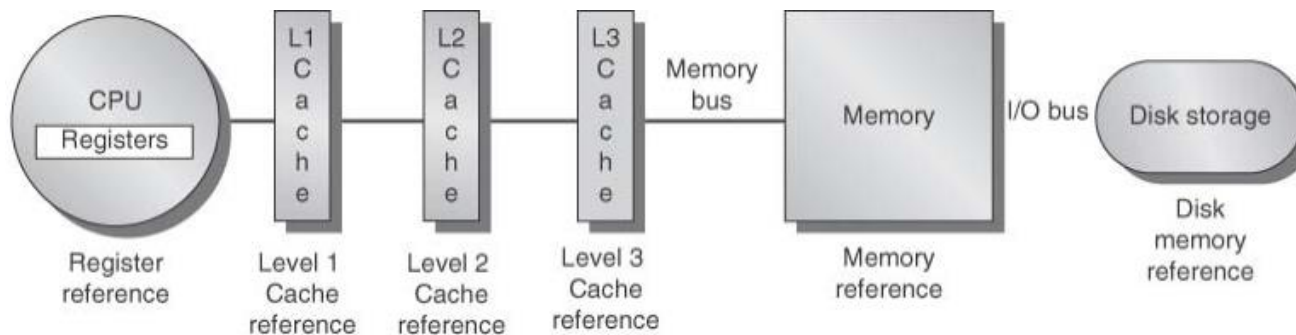 CPU
Registers
Register
reference
L1
C
a
c
h
e
Level 1
Cache
reference
L2
C
a
c
h
e
Level 2
Cache
reference
L3
C
a
c
h
e
Level 3
Cache
reference
Memory
bus
Memory
Memory
reference
I/O bus
Disk storage
Disk
memory
reference